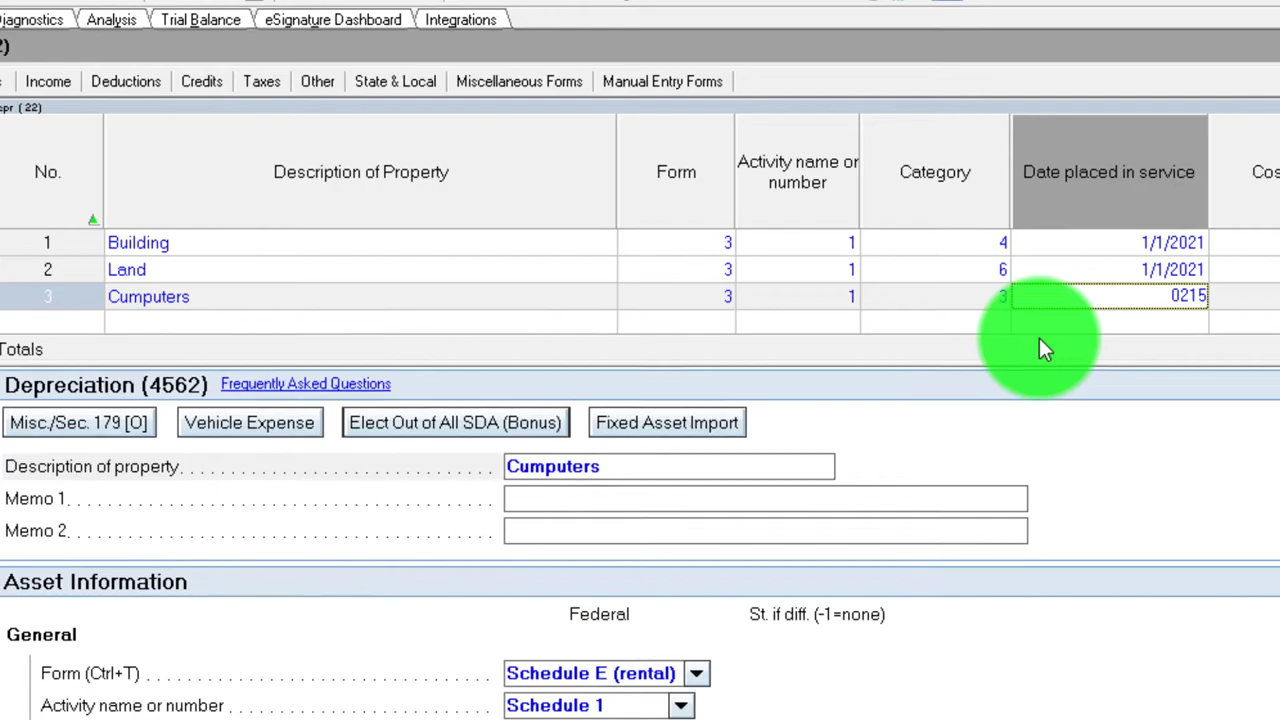 Diagnostics Analysis Trial Balance eSignature Dashboard Integrations
2)
Income Deductions Credits Taxes Other State & Local Miscellaneous Forms Manual Entry Forms
epr (22)
No. Description of Property Form Activity name or number Category Date placed in service Cos
1 Building 3 1 4 1/1/2021
2 Land 3 1 6 1/1/2021
3 Cumputers 3 1 3 0215
Totals
Depreciation (4562) Frequently Asked Questions
Misc./Sec. 179 [O] Vehicle Expense Elect Out of All SDA (Bonus) Fixed Asset Import
Description of property Cumputers
Memo 1
Memo 2
Asset Information
Federal St. if diff. (-1=none)
General
Form (Ctrl+T) Schedule E (rental)
Activity name or number Schedule 1